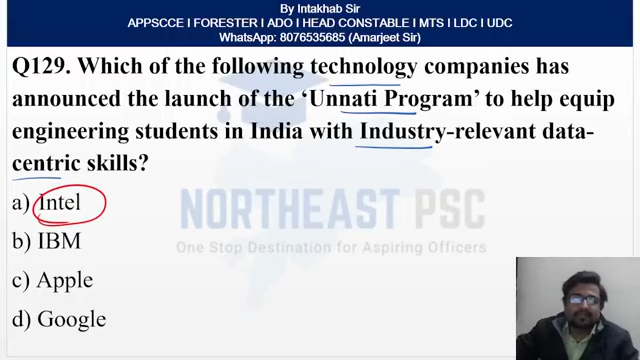 By Intakhab Sir
APPSCCE I FORESTER I ADO I HEAD CONSTABLE I MTS I LDC I UDC
WhatsApp: 8076535685 (Amarjeet Sir)
Q129. Which of the following technology companies has
announced the launch of the ‘Unnati Program’ to help equip
engineering students in India with Industry-relevant data-
centric skills?
a) Intel
b) IBM
c) Apple
d) Google
NORTHEAST PSC
One Stop Destination for Aspiring Officers